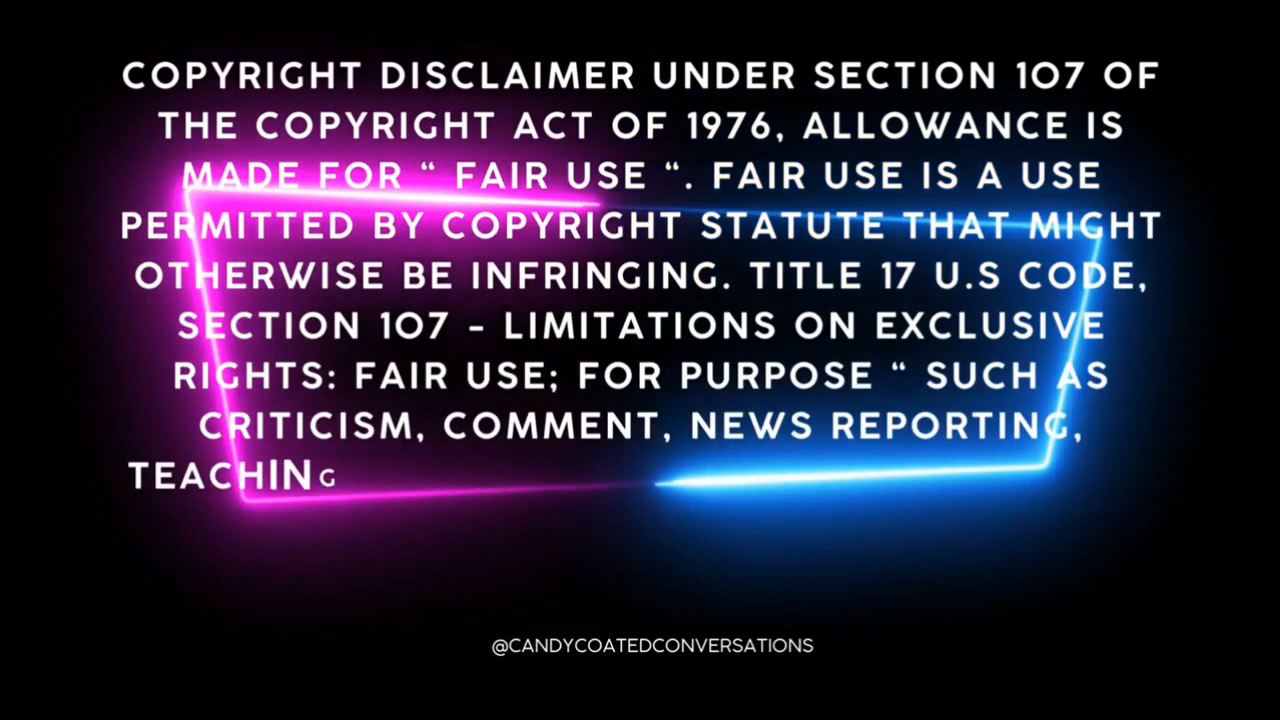 COPYRIGHT DISCLAIMER UNDER SECTION 107 OF
THE COPYRIGHT ACT OF 1976, ALLOWANCE IS
MADE FOR “ FAIR USE “. FAIR USE IS A USE
PERMITTED BY COPYRIGHT STATUTE THAT MIGHT
OTHERWISE BE INFRINGING. TITLE 17 U.S CODE,
SECTION 107 - LIMITATIONS ON EXCLUSIVE
RIGHTS: FAIR USE; FOR PURPOSE “ SUCH AS
CRITICISM, COMMENT, NEWS REPORTING,
TEACHING
@CANDYCOATEDCONVERSATIONS